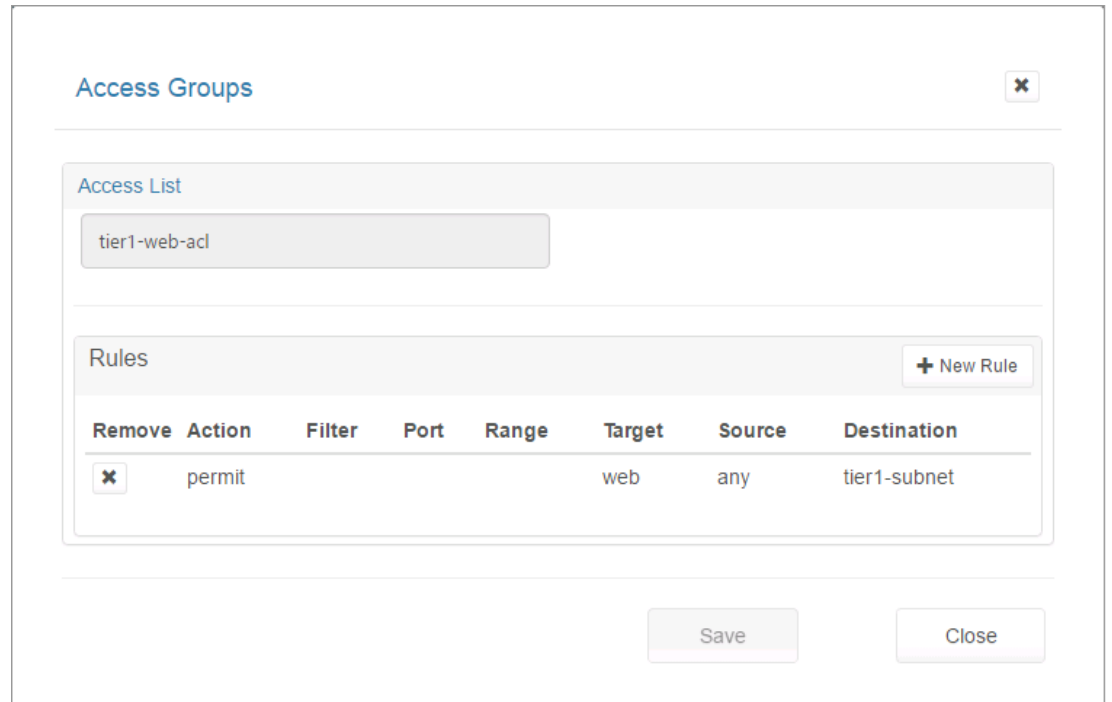 Access Groups
Access List
tier1-web-acl
Rules
New Rule
Remove Action Filter Port Range Target Source Destination
permit web any tier1-subnet
Save Close